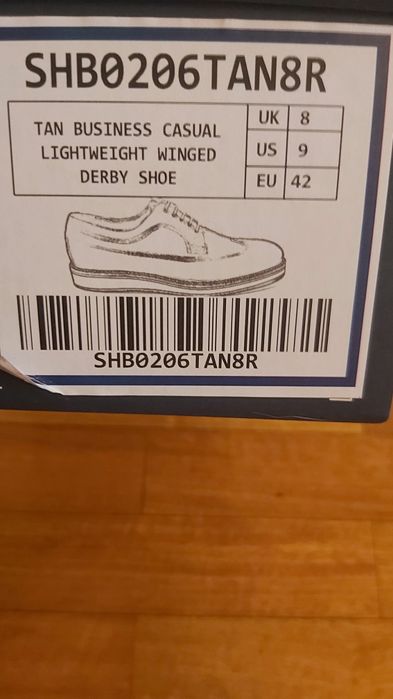 SHB0206TAN8R
TAN BUSINESS CASUAL
LIGHTWEIGHT WINGED
DERBY SHOE
UK 8
US 9
EU 42
SHB0206TAN8R